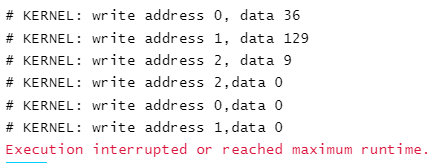 # KERNEL: write address 0, data 36
# KERNEL: write address 1, data 129
# KERNEL: write address 2, data 9
# KERNEL: write address 2,data 0
# KERNEL: write address 0,data 0
# KERNEL: write address 1,data 0
Execution interrupted or reached maximum runtime.